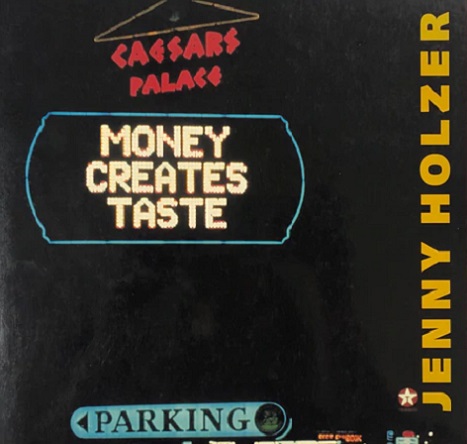 CAESARS
PALACE
MONEY
CREATES
TASTE
JENNY HOLZER
PARKING